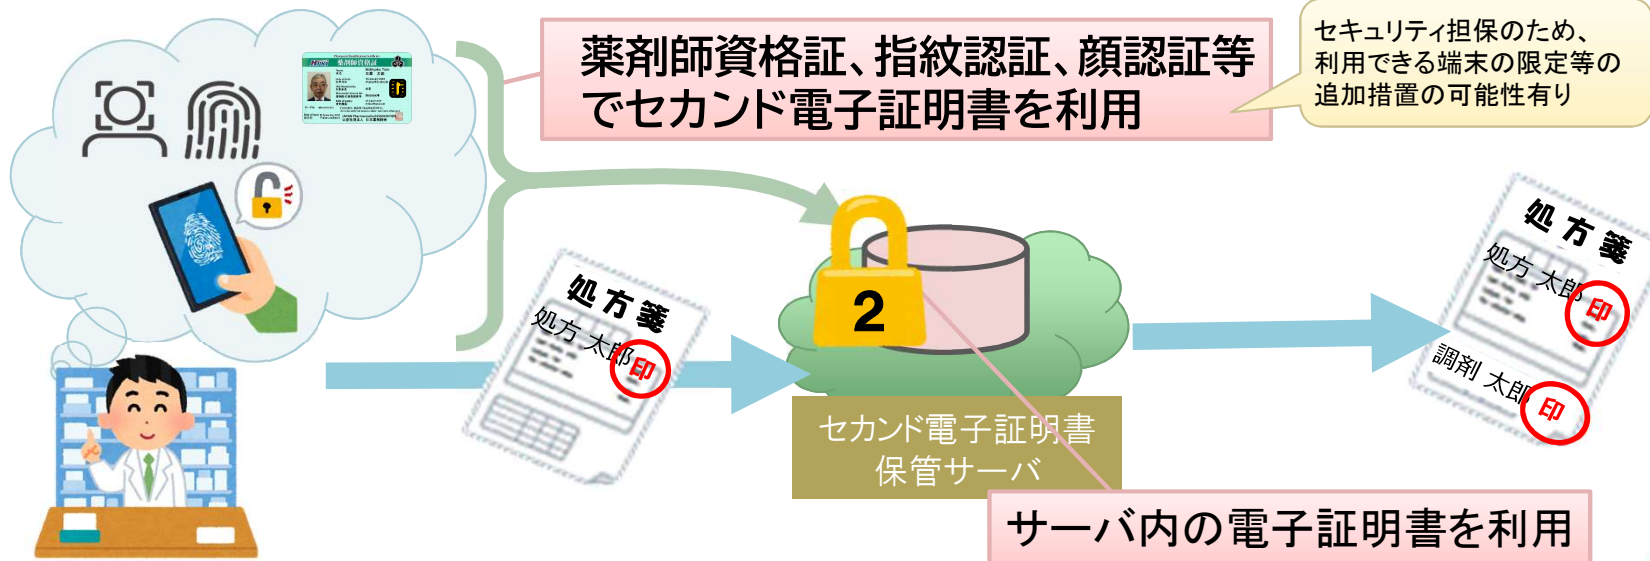 薬剤師資格証、指紋認証、顔認証等
でセカンド電子証明書を利用
セキュリティ担保のため、
利用できる端末の限定等の
追加措置の可能性有り
薬剤師資格証
処方箋
処方 太郎
印
2
セカンド電子証明書
保管サーバ
サーバ内の電子証明書を利用
処方箋
処方 太郎
印
調剤 太郎
印